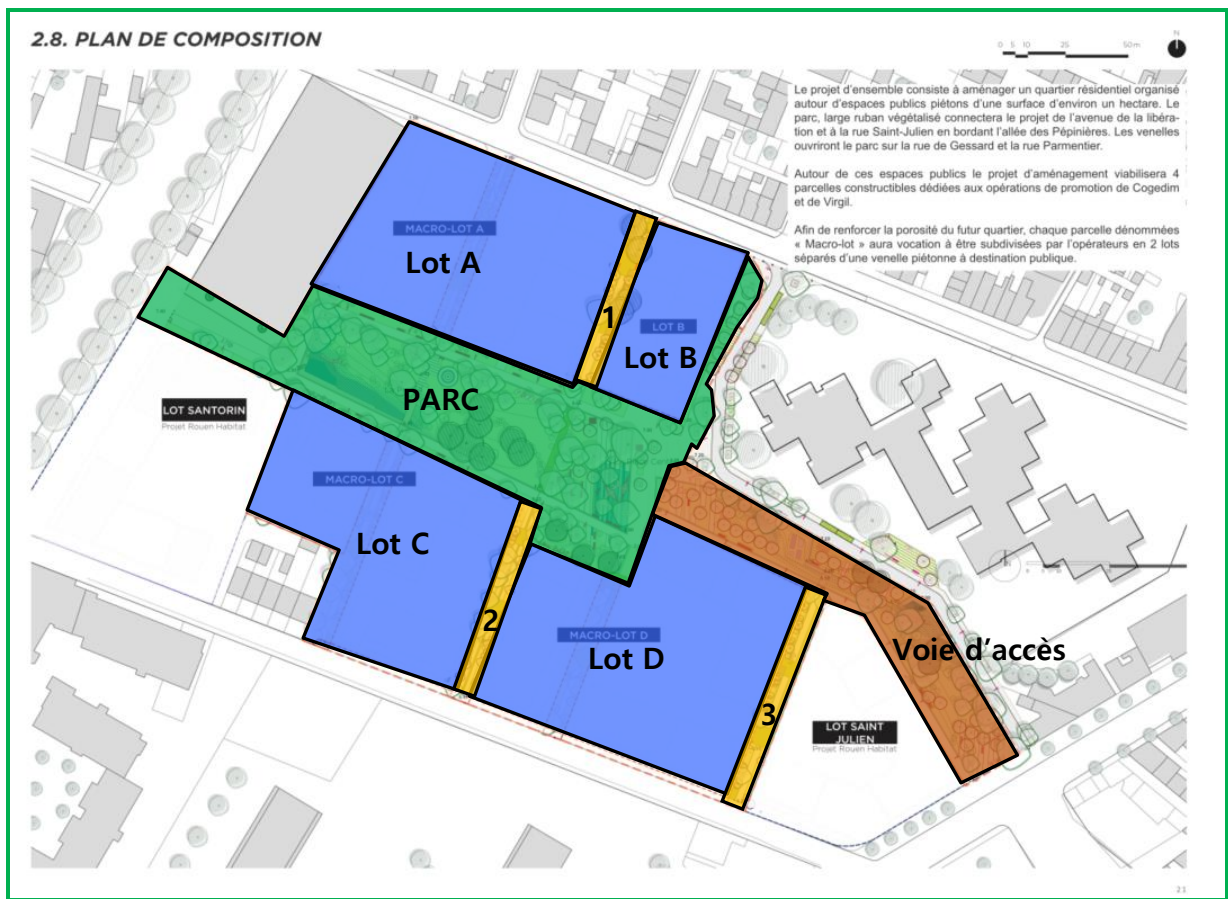 2.8. PLAN DE COMPOSITION
0 5 10 25 50m
N
Le projet d'ensemble consiste à aménager un quartier résidentiel organisé
autour d'espaces publics piétons d'une surface d'environ un hectare. Le
parc, large ruban végétalisé connectera le projet de l'avenue de la libéra-
tion et à la rue Saint-Julien en bordant l'allée des Pépinières. Les venelles
ouvriront le parc sur la rue de Gessard et la rue Parmentier.
Autour de ces espaces publics le projet d'aménagement viabilisera 4
parcelles constructibles dédiées aux opérations de promotion de Cogedim
et de Virgil.
Afin de renforcer la porosité du futur quartier, chaque parcelle dénommées
« Macro-lot » aura vocation à être subdivisées par l'opérateurs en 2 lots
séparés d'une venelle piétonne à destination publique.
MACRO-LOT A
Lot A
1
LOT B
Lot B
PARC
LOT SANTORIN
Projet Rouen Habitat
MACRO-LOT C
Lot C
2
MACRO-LOT D
Lot D
Voie d'accès
3
LOT SAINT
JULIEN
Projet Rouen Habitat
21